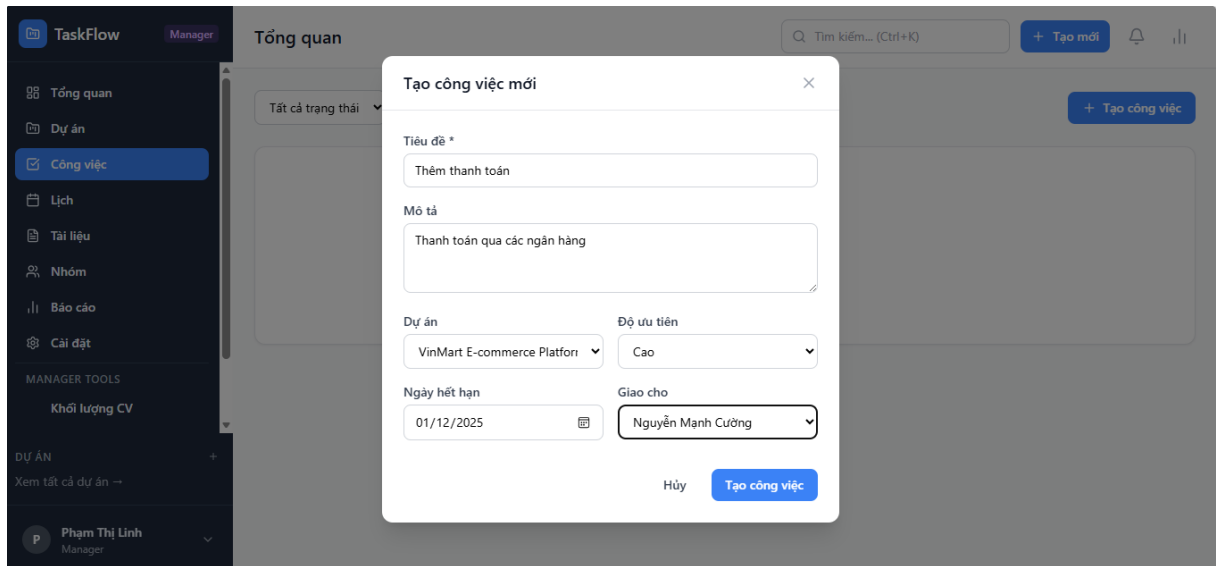 TaskFlow
Manager
Tổng quan
Dự án
Công việc
Lịch
Tài liệu
Nhóm
Báo cáo
Cài đặt
MANAGER TOOLS
Khối lượng CV
DỰ ÁN +
Xem tất cả dự án →
P
Phạm Thị Linh
Manager
Tổng quan
Tìm kiếm... (Ctrl+K)
+ Tạo mới
Tất cả trạng thái
+ Tạo công việc
Tạo công việc mới
Tiêu đề *
Thêm thanh toán
Mô tả
Thanh toán qua các ngân hàng
Dự án
VinMart E-commerce Platfor
Độ ưu tiên
Cao
Ngày hết hạn
01/12/2025
Giao cho
Nguyễn Mạnh Cường
Hủy
Tạo công việc